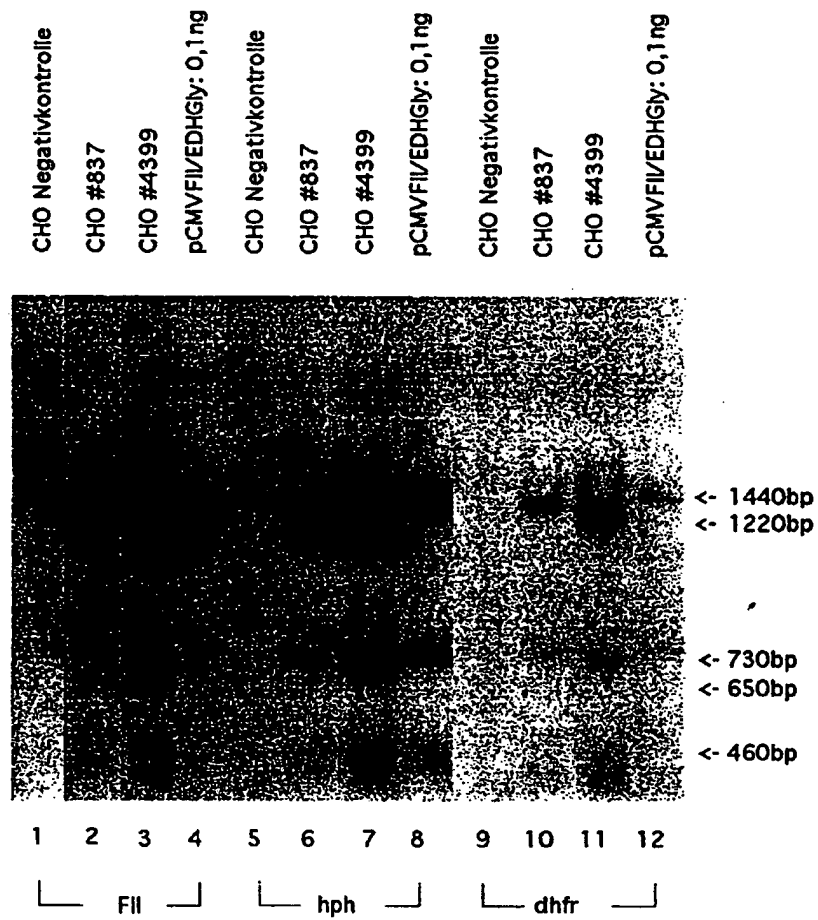 CHO Negativkontrolle
CHO #837
CHO #4399
pCMVFII/EDHGly: 0,1ng
CHO Negativkontrolle
CHO #837
CHO #4399
pCMVFII/EDHGly: 0,1ng
CHO Negativkontrolle
CHO #837
CHO #4399
pCMVFII/EDHGly: 0,1ng
<- 1440bp
<- 1220bp
<- 730bp
<- 650bp
<- 460bp
1 2 3 4 5 6 7 8 9 10 11 12
FII hph dhfr